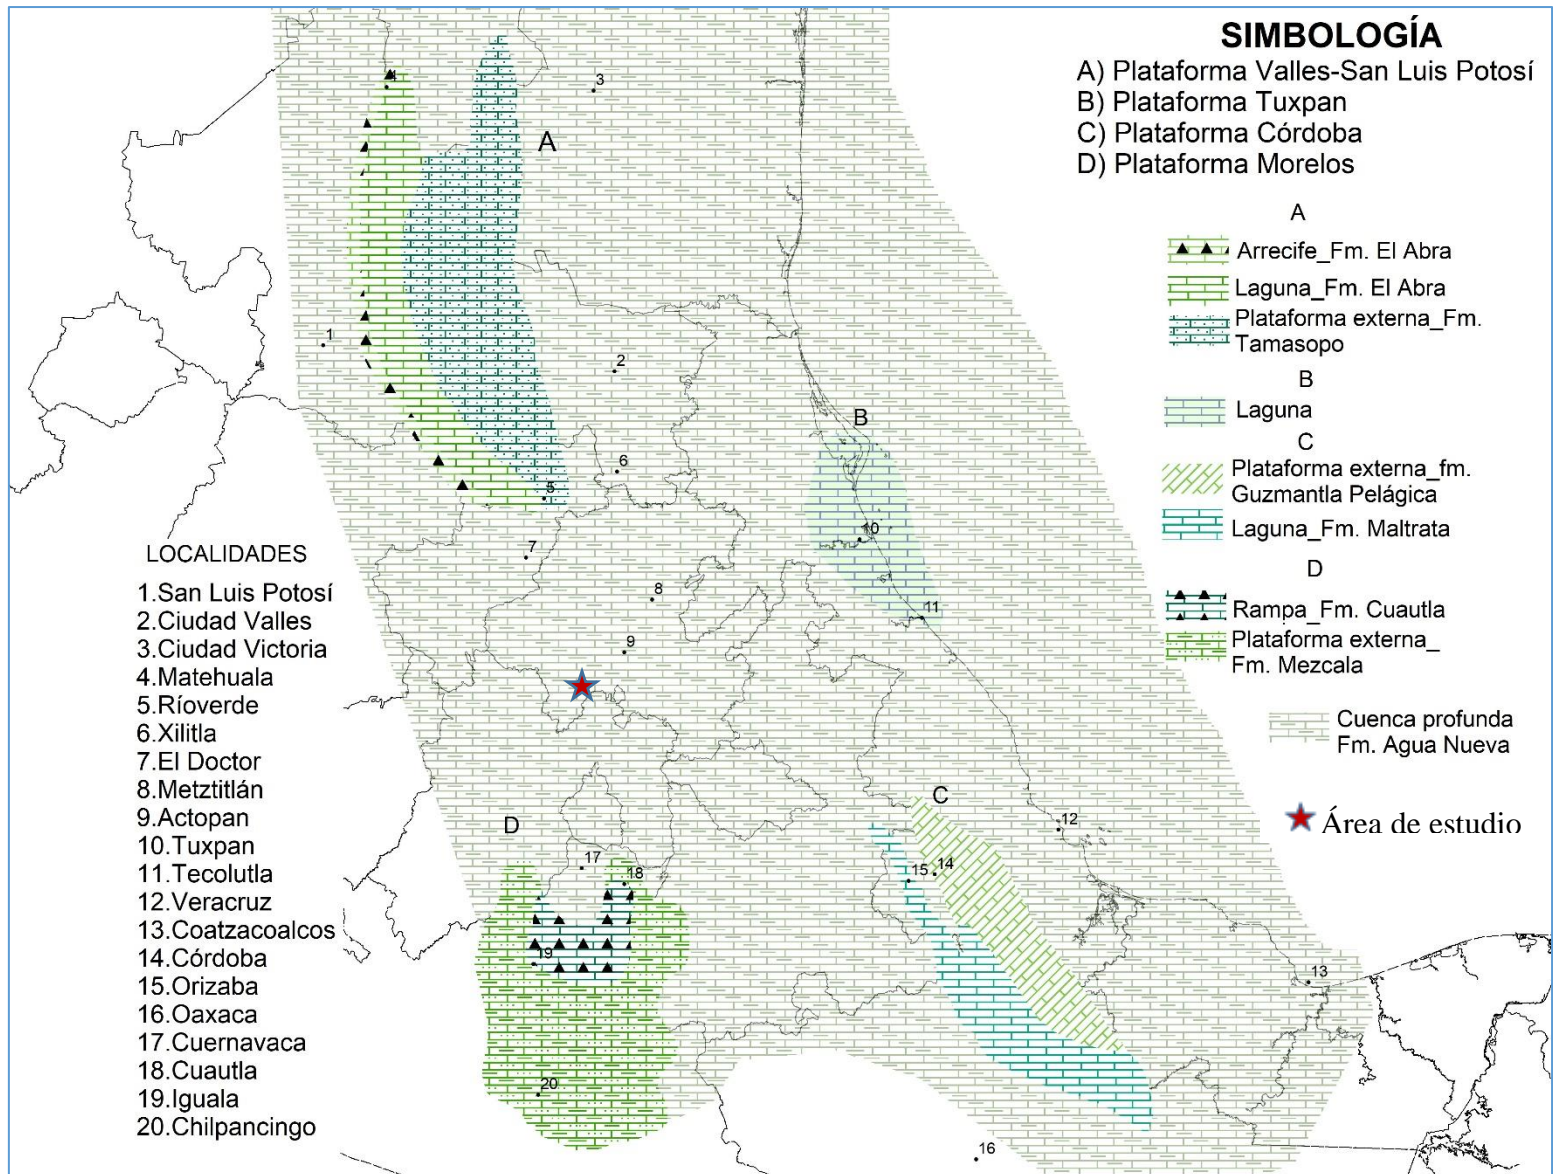 SIMBOLOGÍA
A) Plataforma Valles-San Luis Potosí
B) Plataforma Tuxpan
C) Plataforma Córdoba
D) Plataforma Morelos
A
Arrecife_Fm. El Abra
Laguna_Fm. El Abra
Plataforma externa_Fm.
Tamasopo
B
Laguna
C
Plataforma externa_fm.
Guzmantla Pelágica
Laguna_Fm. Maltrata
D
Rampa_Fm. Cuautla
Plataforma externa_
Fm. Mezcala
Cuenca profunda
Fm. Agua Nueva
Área de estudio
LOCALIDADES
1.San Luis Potosí
2.Ciudad Valles
3.Ciudad Victoria
4.Matehuala
5.Ríoverde
6.Xilitla
7.El Doctor
8.Metztitlán
9.Actopan
10.Tuxpan
11.Tecolutla
12.Veracruz
13.Coatzacoalcos
14.Córdoba
15.Orizaba
16.Oaxaca
17.Cuernavaca
18.Cuautla
19.Iguala
20.Chilpancingo
4
3
A
1
2
B
6
5
10
7
8
11
9
C
12
D
17
14
15
18
19
13
20
16